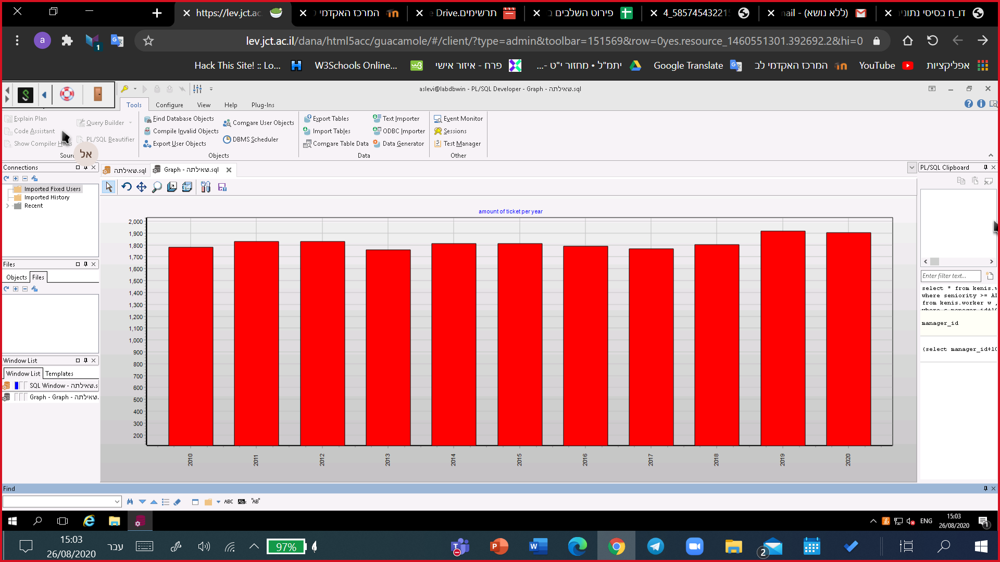 https://lev.jct.ac
המרכז האקדמי
תרשימים.Drive
פירוט השלבים ב
4_58574543221
(ללא נושא) - nail
דו_ח בסיסי נתוני
a
1
lev.jct.ac.il/dana/html5acc/guacamole/#/client/?type=admin&toolbar=151569&row=0yes.resource_1460551301.392692.2&hi=0
Hack This Site! :: Lo...
W3Schools Online...
פרח - איזור אישי
יתמ"ל • מחזור י"ט -...
Google Translate
המרכז האקדמי לב
YouTube
אפליקציות
aslevi@labdbwin - PL/SQL Developer - Graph - שאילתה.sql
Tools Configure View Help Plug-Ins
Explain Plan
Code Assistant
Show Compiler Hints
Query Builder
PL/SQL Beautifier
Find Database Objects
Compile Invalid Objects
Export User Objects
Compare User Objects
DBMS Scheduler
Objects
Export Tables
Import Tables
Compare Table Data
Text Importer
ODBC Importer
Data Generator
Data
Event Monitor
Sessions
Test Manager
Other
אל
Connections
Imported Fixed Users
Imported History
Recent
שאילתה.sql
Graph - שאילתה.sql
PL/SQL Clipboard
Files
Objects Files
Window List
Window List Templates
SQL Window - שאילתה.s
Graph - Graph - שאילתה.
amount of ticket per year
2,000
1,900
1,800
1,700
1,600
1,500
1,400
1,300
1,200
1,100
1,000
900
800
700
600
500
400
300
200
2010 2011 2012 2013 2014 2015 2016 2017 2018 2019 2020
Enter filter text...
select * from kenis.w
where seniority >= Al
from kenis.worker w ,
manager_id
(select manager_id+10
Find
ABC
"AB"
ENG
15:03
26/08/2020
1
15:03
26/08/2020
עבר
97%
2